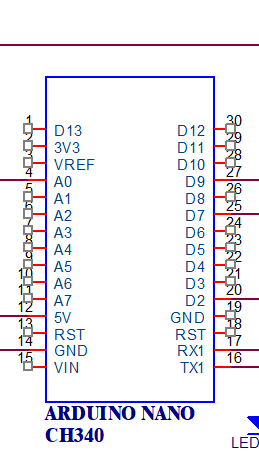 1 D13 D12 30
2 3V3 D11 29
3 VREF D10 28
4 A0 D9 27
5 A1 D8 26
6 A2 D7 25
7 A3 D6 24
8 A4 D5 23
9 A5 D4 22
10 A6 D3 21
11 A7 D2 20
12 5V GND 19
13 RST RST 18
14 GND RX1 17
15 VIN TX1 16
ARDUINO NANO
CH340
LED